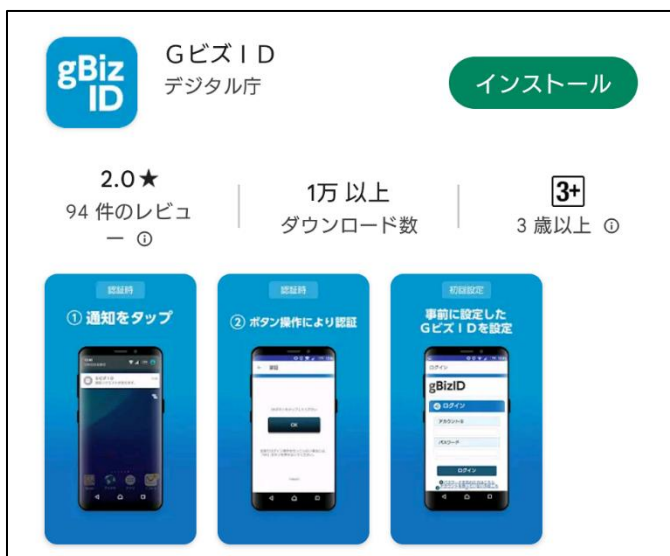 gBiz
ID
GビズID
デジタル庁
インストール
2.0★
94 件のレビュ
ー
1万 以上
ダウンロード数
3+
3 歳以上
認証時
① 通知をタップ
認証時
② ボタン操作により認証
認証
OK
初回設定
事前に設定した
GビズIDを設定
ログイン
gBizID
ログイン
アカウントID
パスワード
ログイン